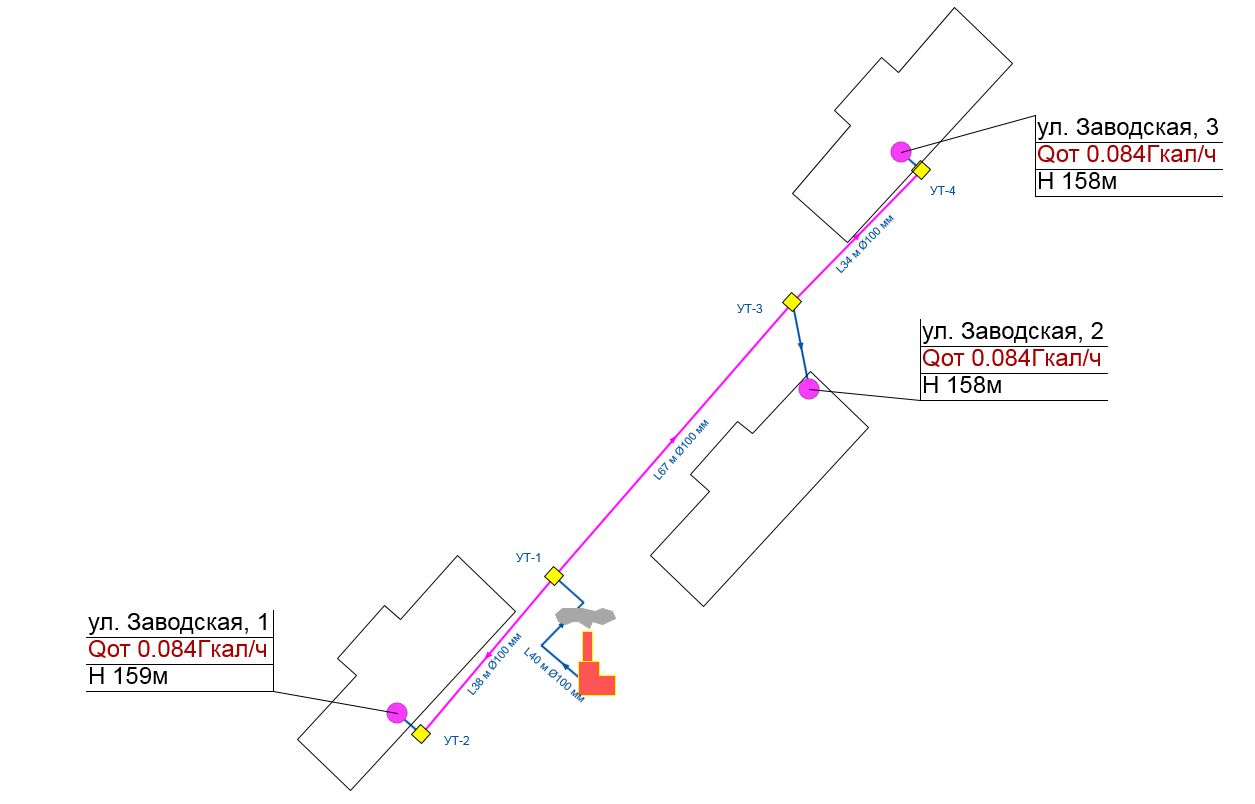 ул. Заводская, 3
Qот 0.084Гкал/ч
Н 158м
УТ-4
L34 м Ø100 мм
УТ-3
ул. Заводская, 2
Qот 0.084Гкал/ч
Н 158м
L67 м Ø100 мм
УТ-1
ул. Заводская, 1
Qот 0.084Гкал/ч
Н 159м
L38 м Ø100 мм
L40 м Ø100 мм
УТ-2